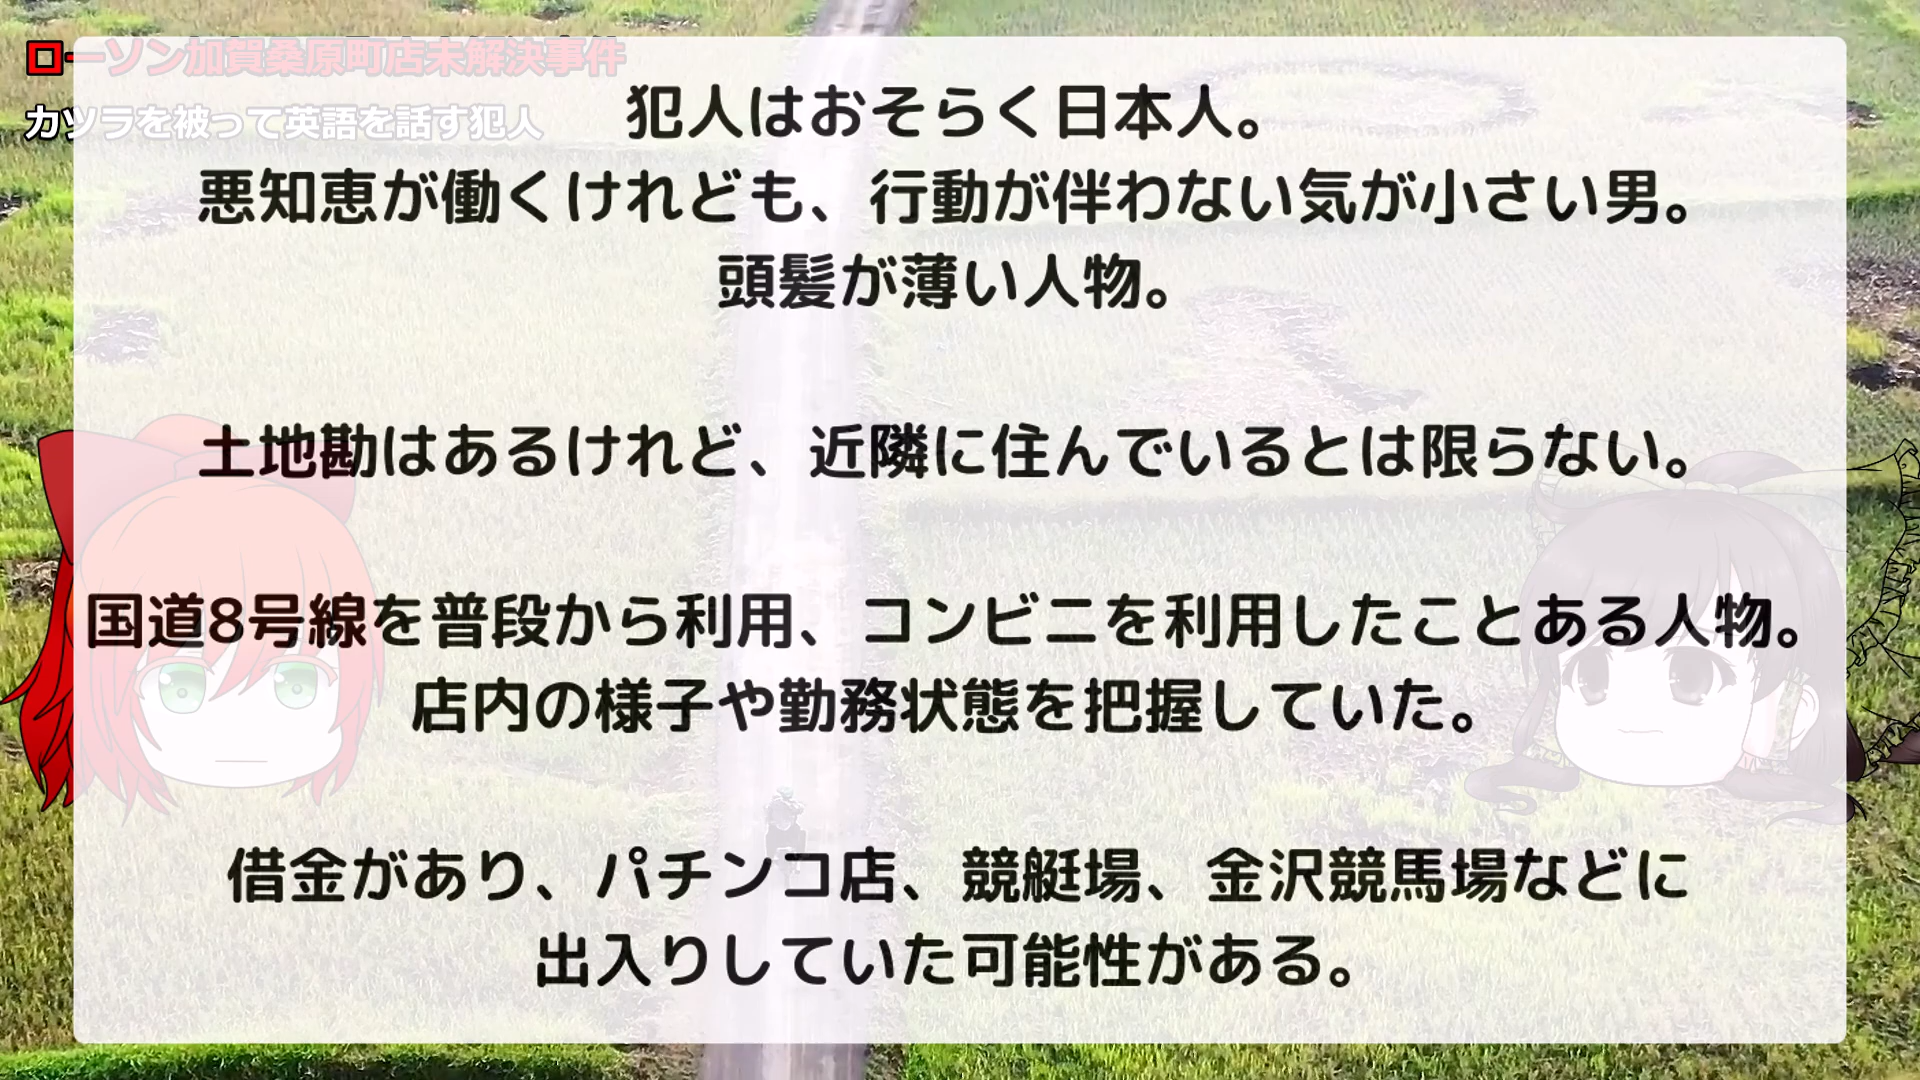 ローソン加賀桑原町店未解決事件
カツラを被って英語を話す犯人
犯人はおそらく日本人。
悪知恵が働くけれども、行動が伴わない気が小さい男。
頭髪が薄い人物。
土地勘はあるけれど、近隣に住んでいるとは限らない。
国道8号線を普段から利用、コンビニを利用したことある人物。
店内の様子や勤務状態を把握していた。
借金があり、パチンコ店、競艇場、金沢競馬場などに
出入りしていた可能性がある。